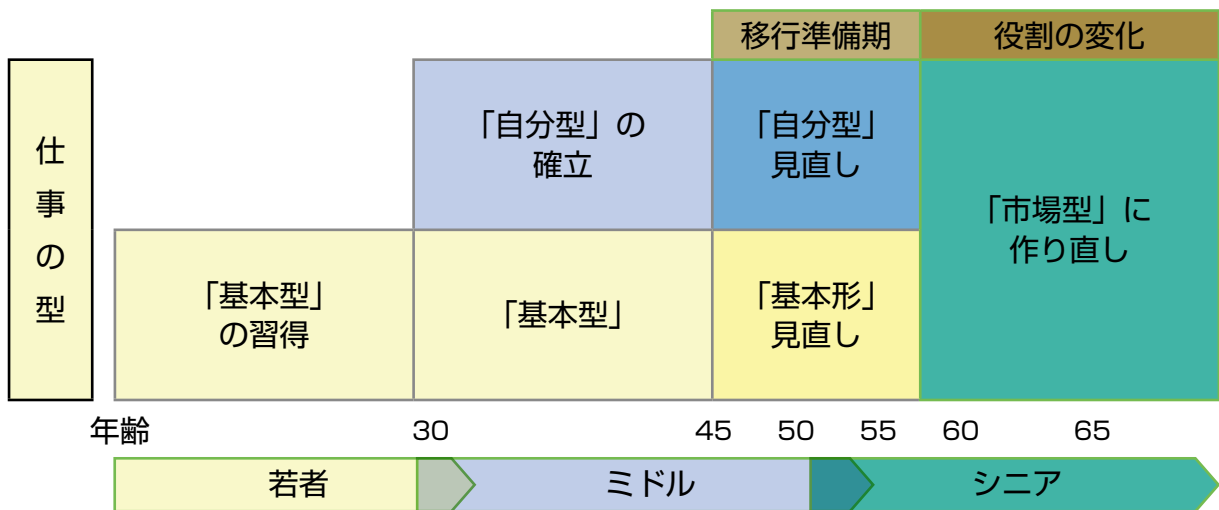 移行準備期
役割の変化
仕事の型
「自分型」の
確立
「自分型」
見直し
「市場型」に
作り直し
「基本型」
の習得
「基本型」
「基本形」
見直し
年齢
30
45
50
55
60
65
若者
ミドル
シニア